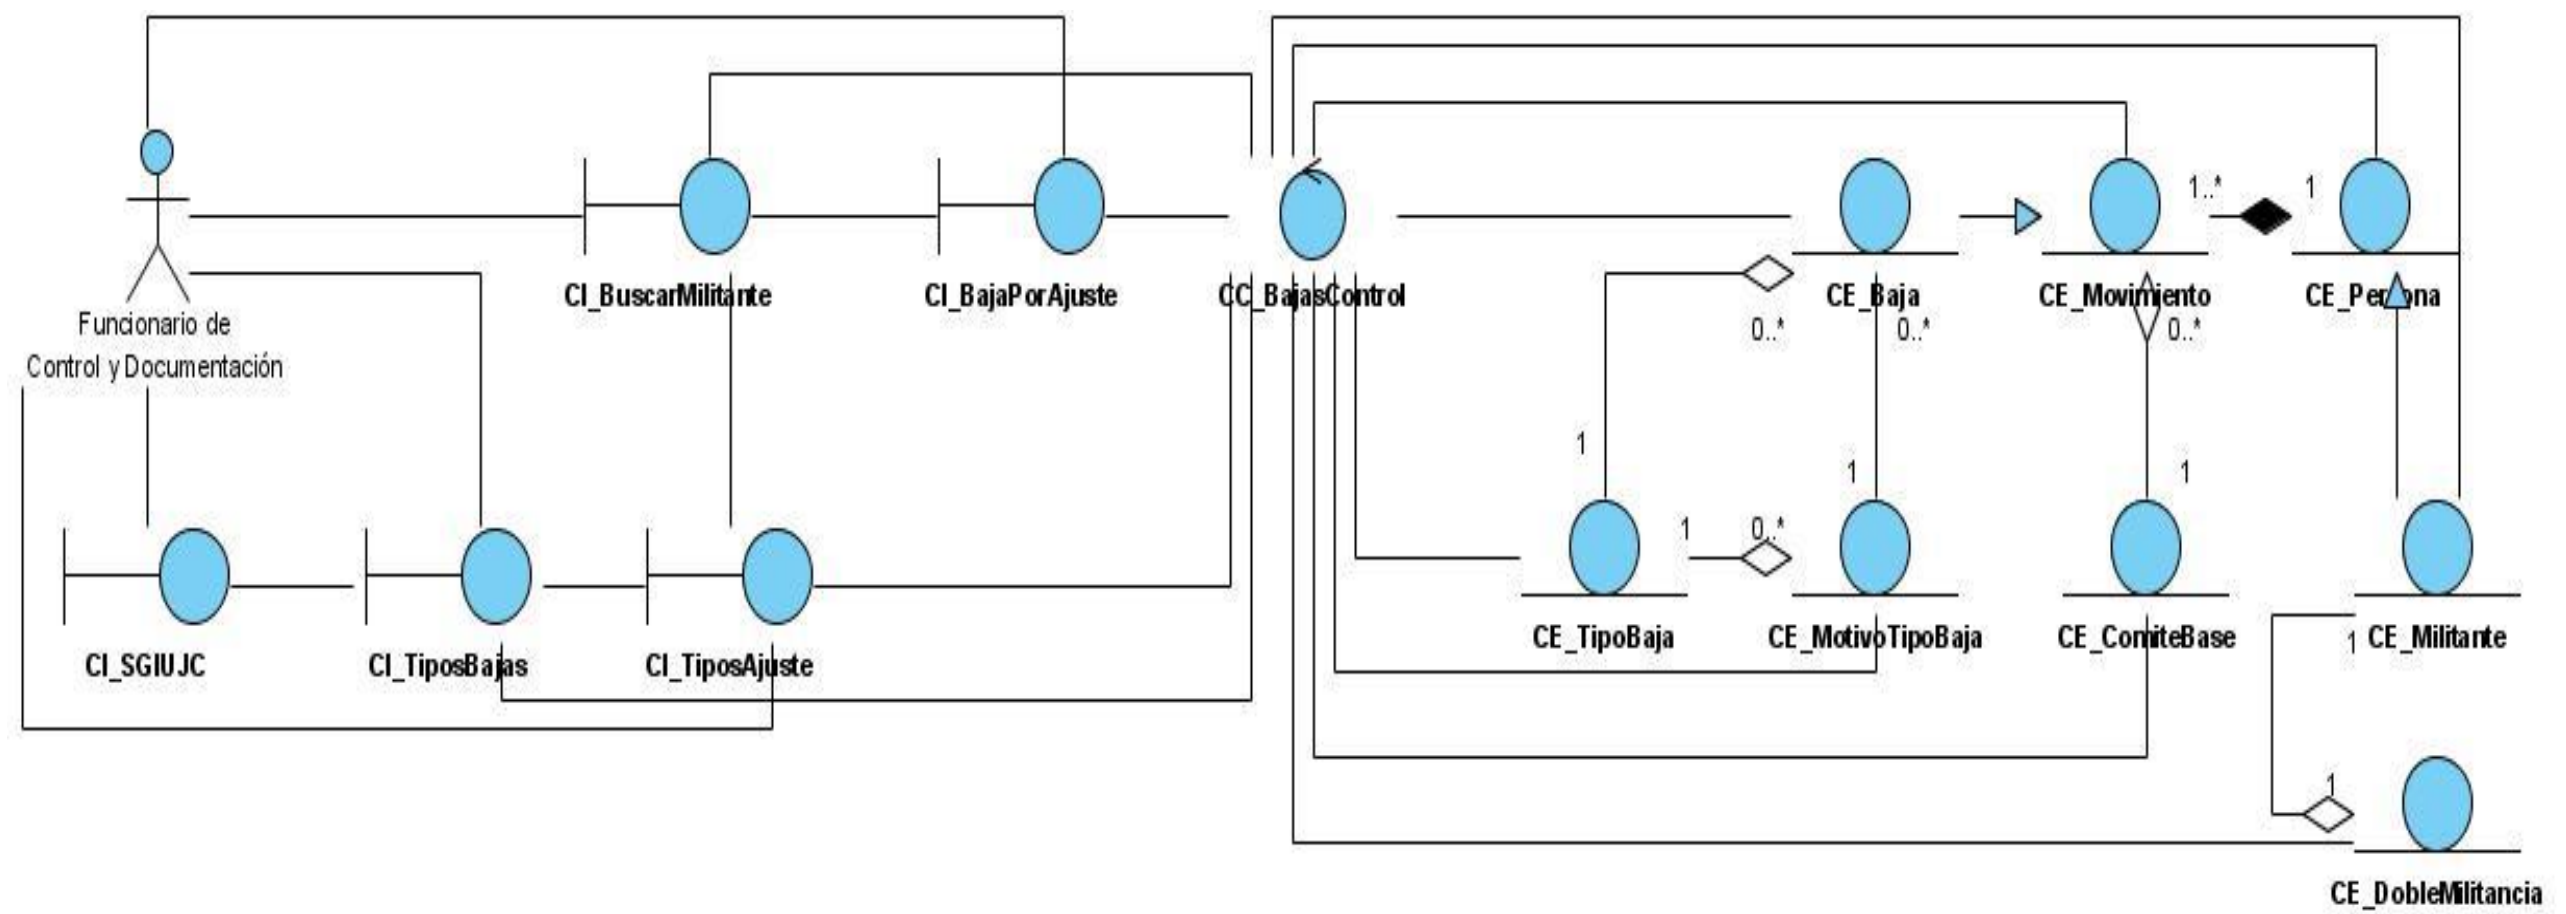 1..*
1
CI_BuscarMilitante
CI_BajaPorAjuste
CC_BajasControl
CE_Baja
CE_Movimiento
CE_Persona
Funcionario de
Control y Documentación
0..*
0..*
0..*
1
1
1
1
0..*
CI_SGIUJC
CI_TiposBajas
CI_TiposAjuste
CE_TipoBaja
CE_MotivoTipoBaja
CE_ComiteBase
1
CE_Militante
1
CE_DobleMilitancia